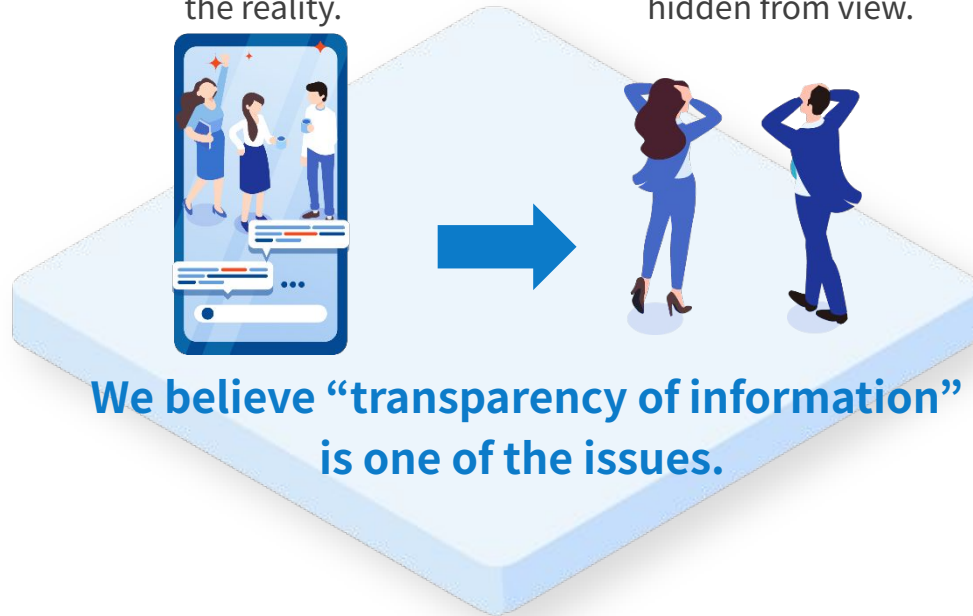 the reality.
hidden from view.
We believe “transparency of information”
is one of the issues.